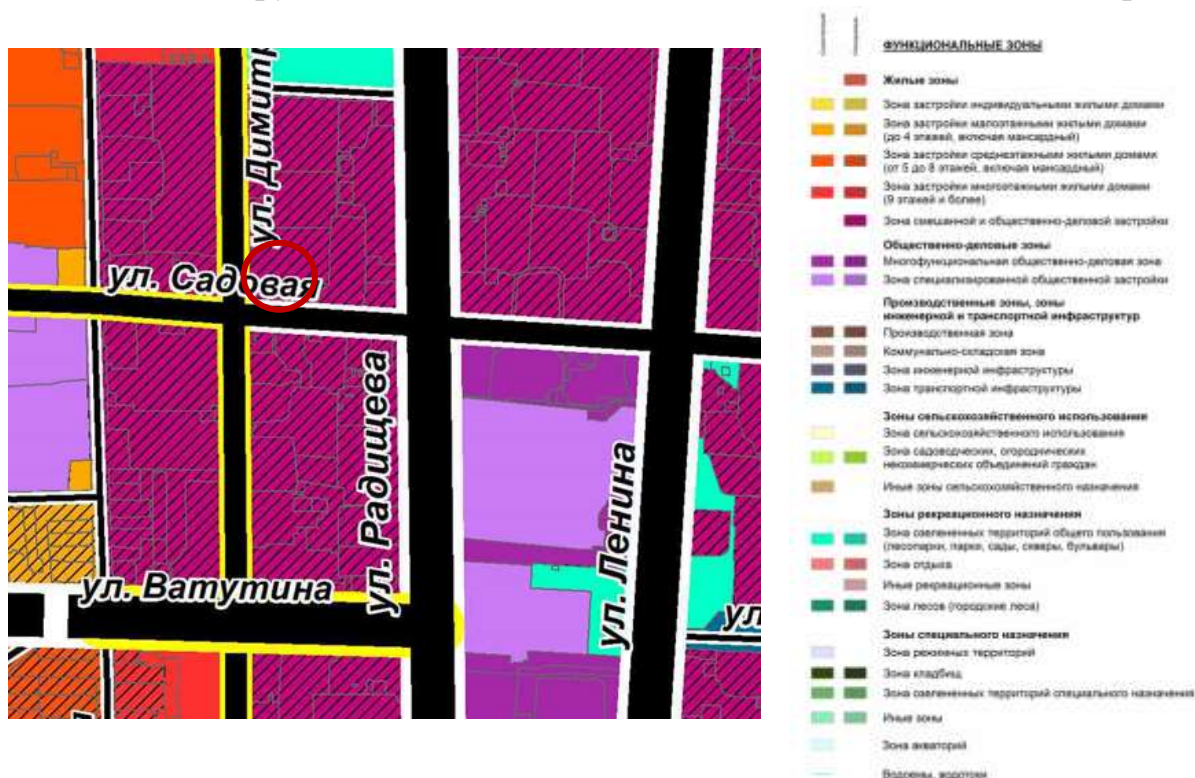 ул. Димитр
ул. Садовая
ул. Радищева
ул. Ленина
ул. Ватутина
ул
ФУНКЦИОНАЛЬНЫЕ ЗОНЫ
Жилые зоны
Зона застройки индивидуальными жилыми домами
Зона застройки малоэтажными жилыми домами
(до 4 этажей, включая мансардный)
Зона застройки среднеэтажными жилыми домами
(от 5 до 8 этажей, включая мансардный)
Зона застройки многоэтажными жилыми домами
(9 этажей и более)
Зона смешанной и общественно-деловой застройки
Общественно-деловые зоны
Многофункциональная общественно-деловая зона
Зона специализированной общественной застройки
Производственные зоны, зоны
инженерной и транспортной инфраструктур
Производственная зона
Коммунально-складская зона
Зона инженерной инфраструктуры
Зона транспортной инфраструктуры
Зоны сельскохозяйственного использования
Зона сельскохозяйственного использования
Зона садоводческих, огороднических
некоммерческих объединений граждан
Иные зоны сельскохозяйственного назначения
Зоны рекреационного назначения
Зона озелененных территорий общего пользования
(лесопарки, парки, сады, скверы, бульвары)
Зона отдыха
Иные рекреационные зоны
Зона лесов (городские леса)
Зоны специального назначения
Зона режимных территорий
Зона кладбищ
Зона озелененных территорий специального назначения
Иные зоны
Зона акваторий
Водоемы, водотоки